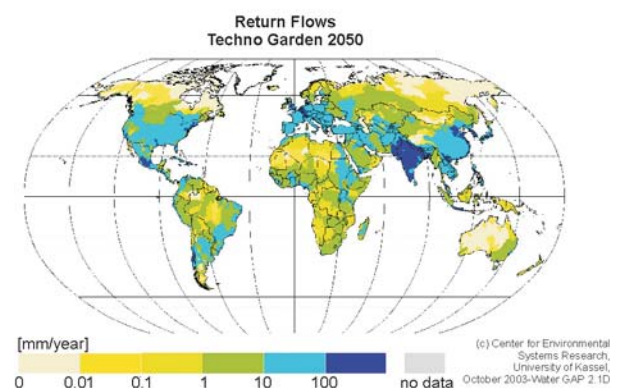 Return Flows
Techno Garden 2050
[mm/year]
0 0.01 0.1 1 10 100 no data
(c) Center for Environmental
Systems Research,
University of Kassel,
October 2003-Water GAP 2.1D